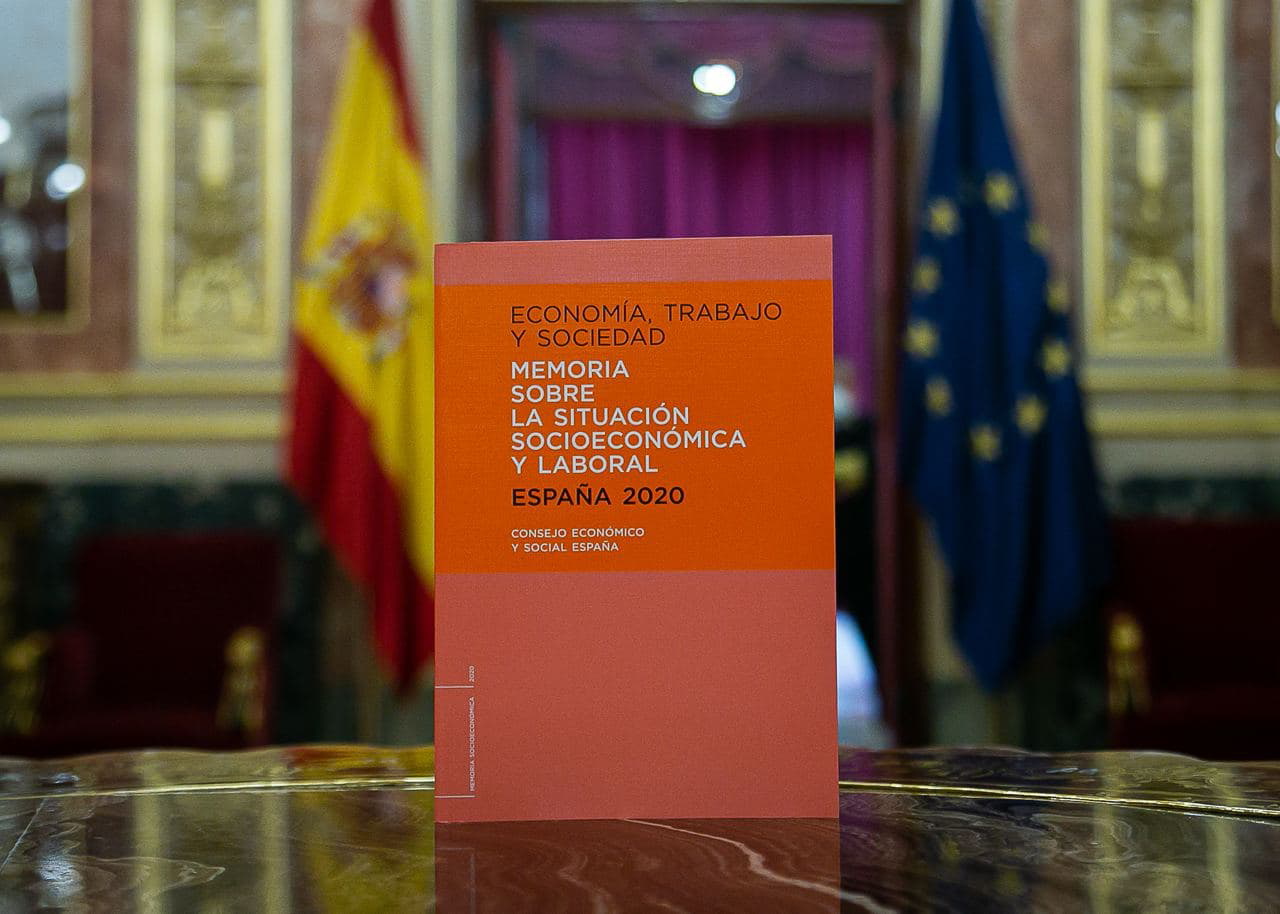 ECONOMÍA, TRABAJO
Y SOCIEDAD
MEMORIA
SOBRE
LA SITUACIÓN
SOCIOECONÓMICA
Y LABORAL
ESPAÑA 2020
CONSEJO ECONÓMICO
Y SOCIAL ESPAÑA
MEMORIA SOCIOECONÓMICA 2020